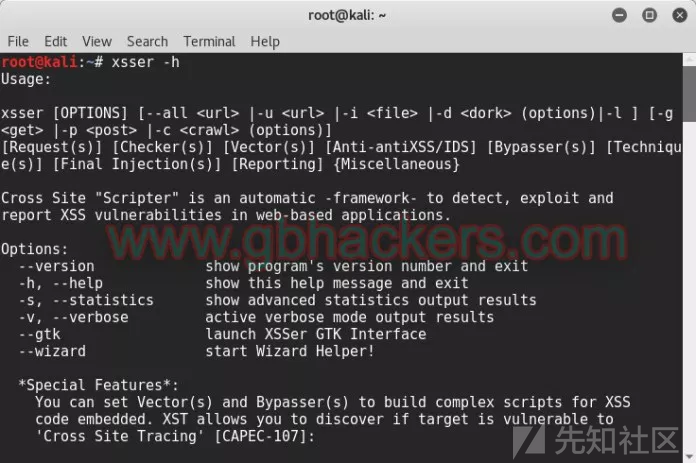 root@kali: ~
File Edit View Search Terminal Help
root@kali:~# xsser -h
Usage:
xsser [OPTIONS] [--all <url> |-u <url> |-i <file> |-d <dork> (options)|-l ] [-g
<get> |-p <post> |-c <crawl> (options)]
[Request(s)] [Checker(s)] [Vector(s)] [Anti-antiXSS/IDS] [Bypasser(s)] [Techniqu
e(s)] [Final Injection(s)] [Reporting] {Miscellaneous}
Cross Site "Scripter" is an automatic -framework- to detect, exploit and
report XSS vulnerabilities in web-based applications.
www.gbhackers.com
Options:
--version show program's version number and exit
-h, --help show this help message and exit
-s, --statistics show advanced statistics output results
-v, --verbose active verbose mode output results
--gtk launch XSSer GTK Interface
--wizard start Wizard Helper!
*Special Features*:
You can set Vector(s) and Bypasser(s) to build complex scripts for XSS
code embedded. XST allows you to discover if target is vulnerable to
'Cross Site Tracing' [CAPEC-107]:
先知社区